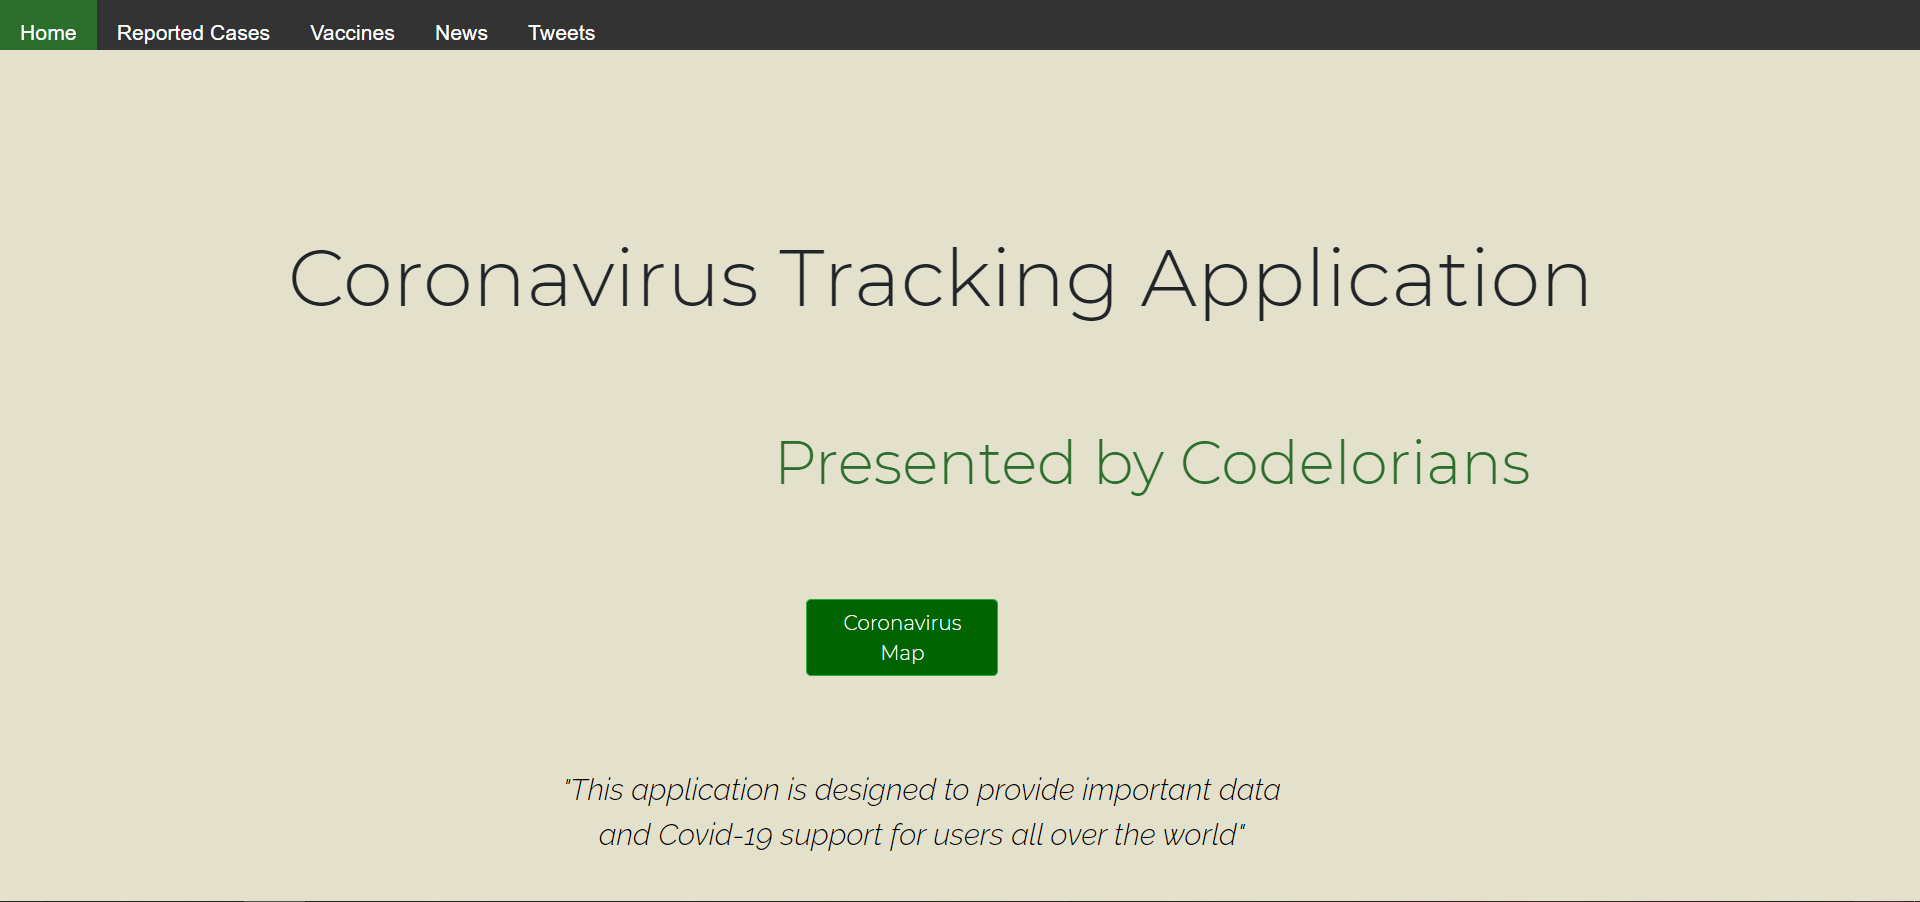 Home Reported Cases Vaccines News Tweets
Coronavirus Tracking Application
Presented by Codelorians
Coronavirus
Map
"This application is designed to provide important data
and Covid-19 support for users all over the world"